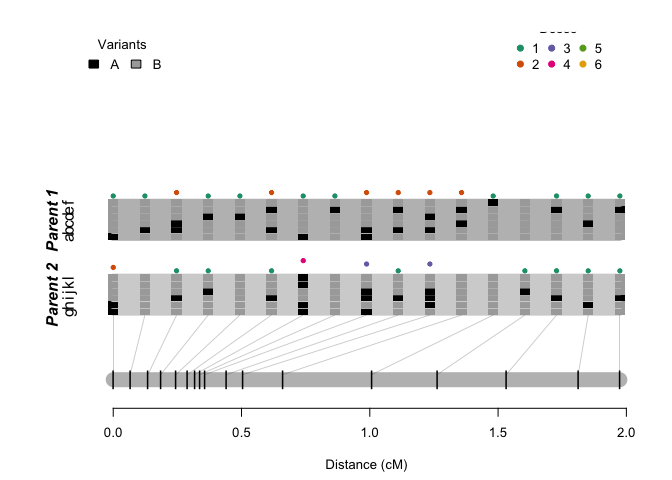 Variants
A B
1 3 5
2 4 6
Parent 1
abcdef
Parent 2
ghijkl
0.0 0.5 1.0 1.5 2.0
Distance (cM)